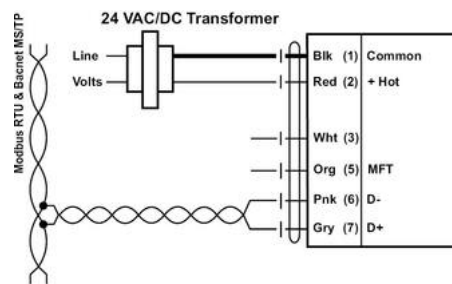 24 VAC/DC Transformer
Modbus RTU & Bacnet MS/TP
Line
Volts
Blk (1) Common
Red (2) + Hot
Wht (3)
Org (5) MFT
Pnk (6) D-
Gry (7) D+